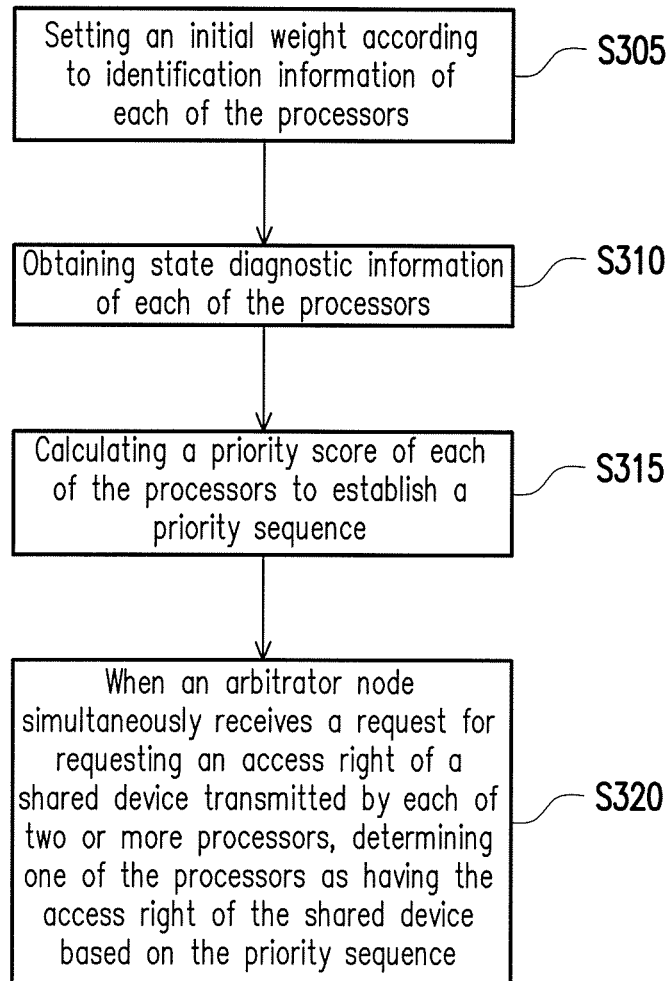 Setting an initial weight according
to identification information of
each of the processors
S305
Obtaining state diagnostic information
of each of the processors
S310
Calculating a priority score of each
of the processors to establish a
priority sequence
S315
When an arbitrator node
simultaneously receives a request for
requesting an access right of a
shared device transmitted by each of
two or more processors, determining
one of the processors as having the
access right of the shared device
based on the priority sequence
S320